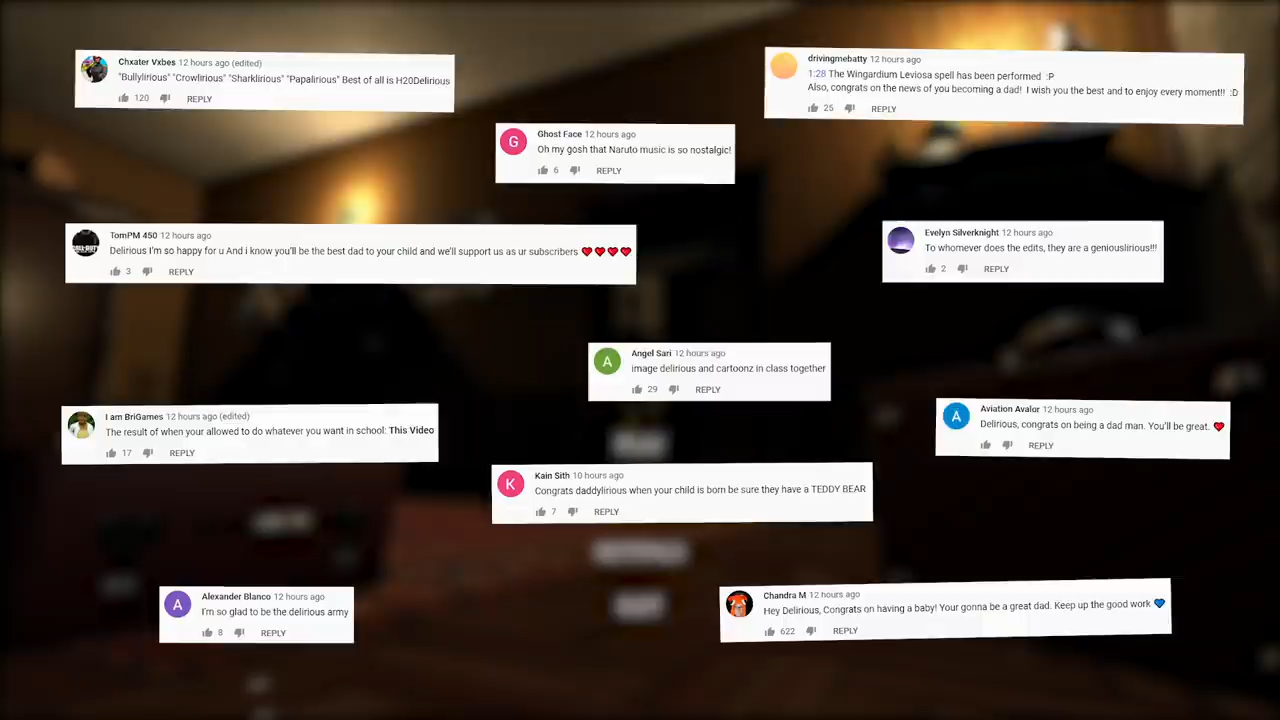 Chxater Vxbes 12 hours ago (edited)
"Bullylirious" "Crowlirious" "Sharklirious" "Papalirious" Best of all is H20Delirious
120 REPLY
drivingmebatty 12 hours ago
1:28 The Wingardium Leviosa spell has been performed :P
Also, congrats on the news of you becoming a dad! I wish you the best and to enjoy every moment!! :D
25 REPLY
G
Ghost Face 12 hours ago
Oh my gosh that Naruto music is so nostalgic!
6 REPLY
TomPM 450 12 hours ago
Delirious I'm so happy for u And i know you'll be the best dad to your child and we'll support us as ur subscribers ❤❤❤❤
3 REPLY
Evelyn Silverknight 12 hours ago
To whomever does the edits, they are a geniouslirious!!!
2 REPLY
A
Angel Sari 12 hours ago
image delirious and cartoonz in class together
29 REPLY
I am BriGames 12 hours ago (edited)
The result of when your allowed to do whatever you want in school: This Video
17 REPLY
A
Aviation Avalor 12 hours ago
Delirious, congrats on being a dad man. You'll be great. ❤
REPLY
K
Kain Sith 10 hours ago
Congrats daddylirious when your child is born be sure they have a TEDDY BEAR
7 REPLY
A
Alexander Blanco 12 hours ago
I'm so glad to be the delirious army
8 REPLY
Chandra M 12 hours ago
Hey Delirious, Congrats on having a baby! Your gonna be a great dad. Keep up the good work 💙
622 REPLY